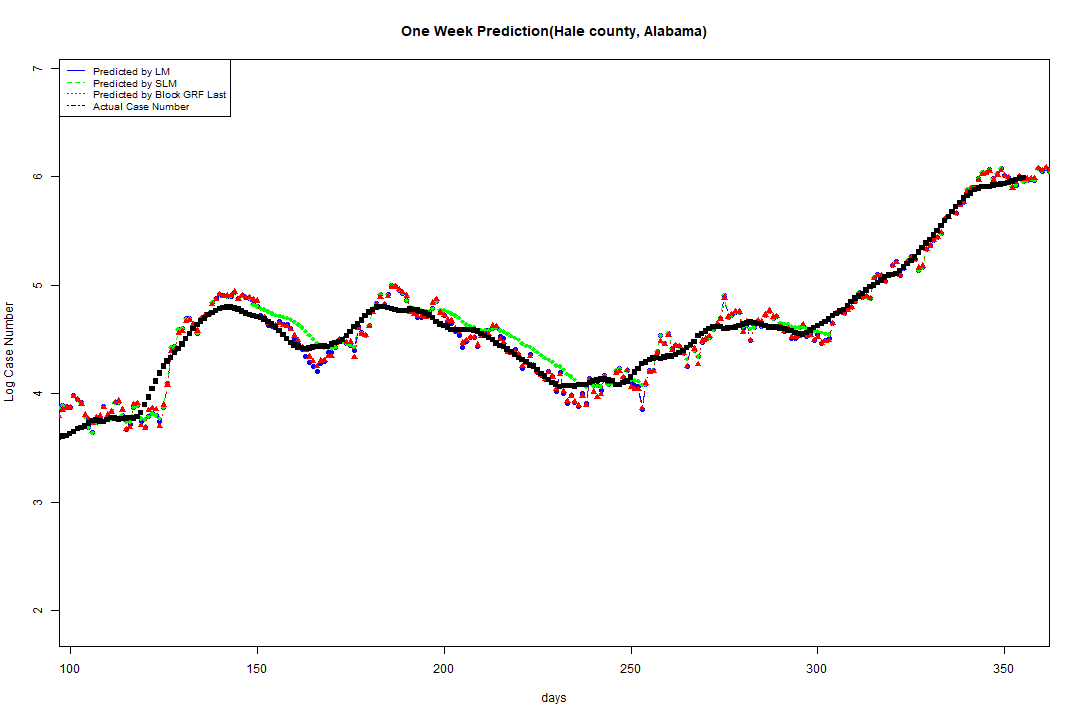 One Week Prediction(Hale county, Alabama)
Predicted by LM
Predicted by SLM
Predicted by Block GRF Last
Actual Case Number
7
6
5
4
3
2
Log Case Number
100 150 200 250 300 350
days